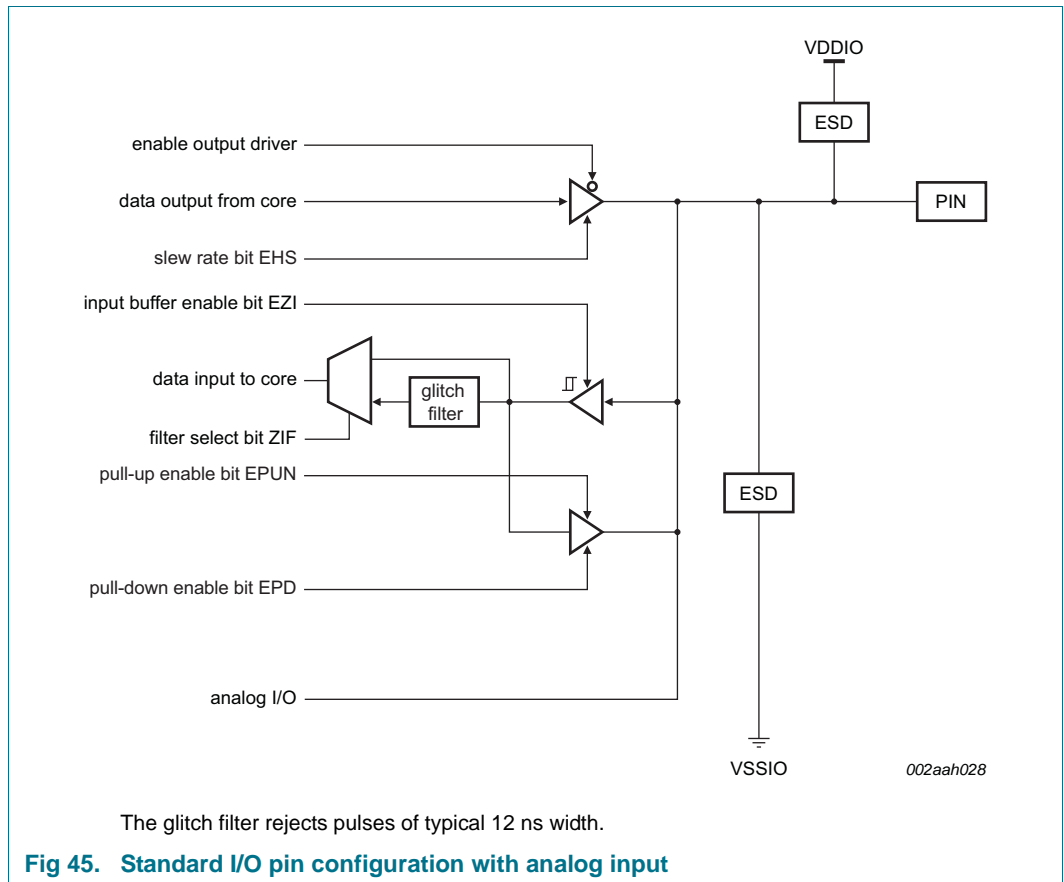 VDDIO
ESD
enable output driver
data output from core
PIN
slew rate bit EHS
input buffer enable bit EZI
data input to core
glitch
filter
filter select bit ZIF
pull-up enable bit EPUN
ESD
pull-down enable bit EPD
analog I/O
VSSIO
002aah028
The glitch filter rejects pulses of typical 12 ns width.
Fig 45. Standard I/O pin configuration with analog input